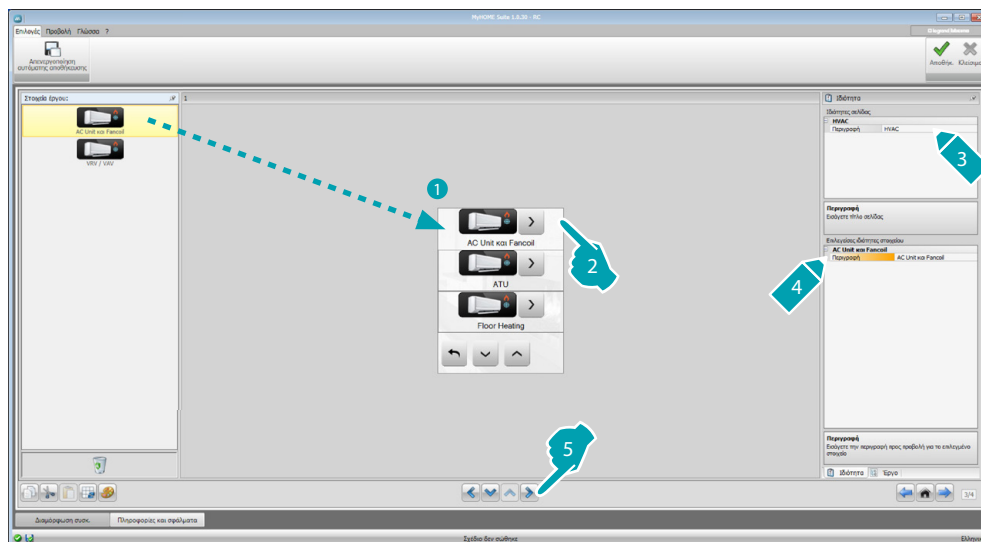 MyHOME Suite 1.0.30 - PC
Επιλογές Προβολή Γλώσσα ?
Απενεργοποίηση
αυτόματης αποθήκευσης
Αποθήκ. Κλείσιμο
Στοιχεία έργου:
1
Ιδιότητα
AC Unit και Fancoil
VRV / VAV
Ιδιότητες σελίδας
HVAC
Περιγραφή HVAC
3
Περιγραφή
Εισάγετε τίτλο σελίδας
1
AC Unit και Fancoil
2
ATU
Floor Heating
Επιλεγείσες ιδιότητες στοιχείου
AC Unit και Fancoil
Περιγραφή AC Unit και Fancoil
4
5
Περιγραφή
Εισάγετε την περιγραφή προς προβολή για το επιλεγμένο
στοιχείο
Ιδιότητα Έργο
3/4
Διαμόρφωση συσκ. Πληροφορίες και σφάλματα
Σχέδιο δεν σώθηκε